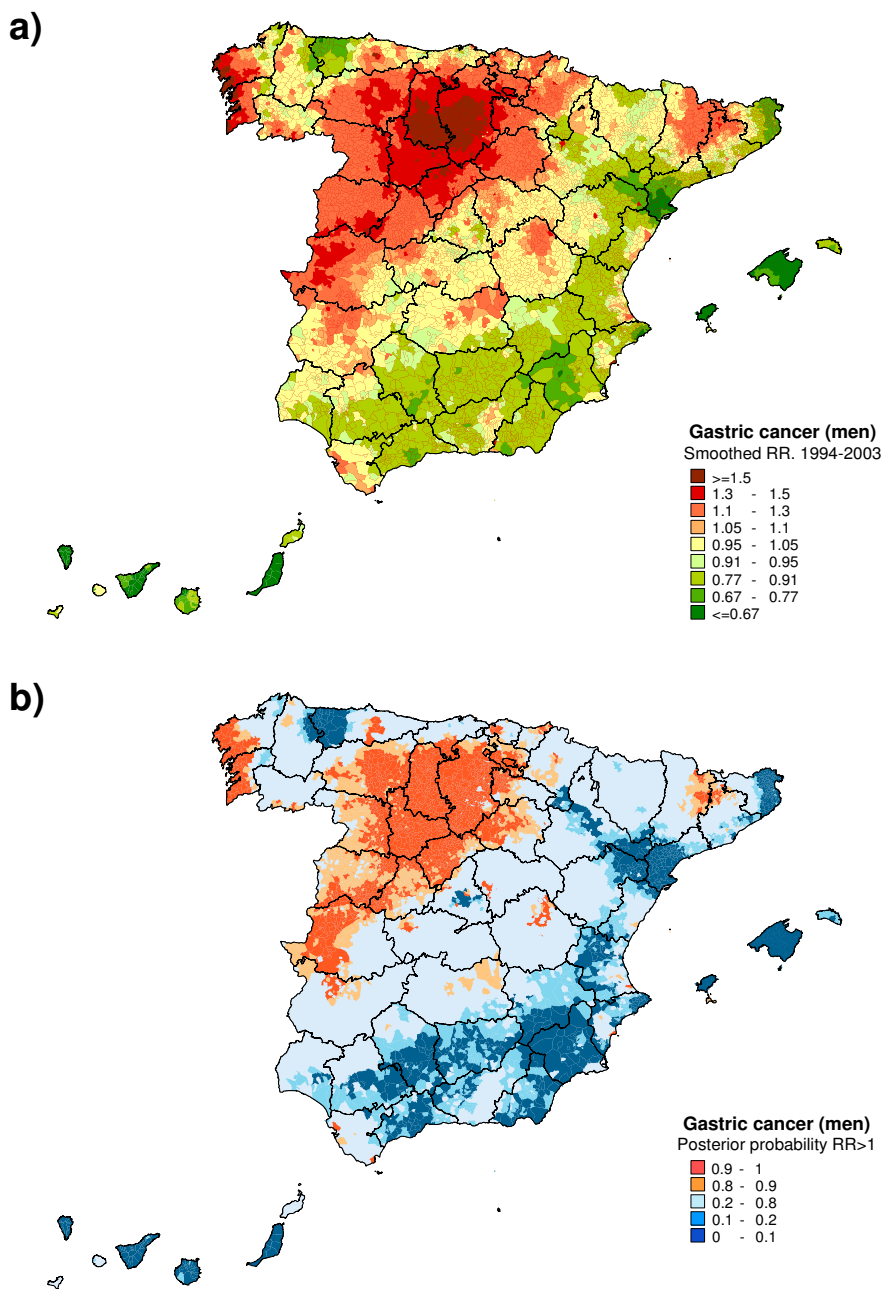 a)
Gastric cancer (men)
Smoothed RR. 1994-2003
>=1.5
1.3 - 1.5
1.1 - 1.3
1.05 - 1.1
0.95 - 1.05
0.91 - 0.95
0.77 - 0.91
0.67 - 0.77
<=0.67
b)
Gastric cancer (men)
Posterior probability RR>1
0.9 - 1
0.8 - 0.9
0.2 - 0.8
0.1 - 0.2
0 - 0.1